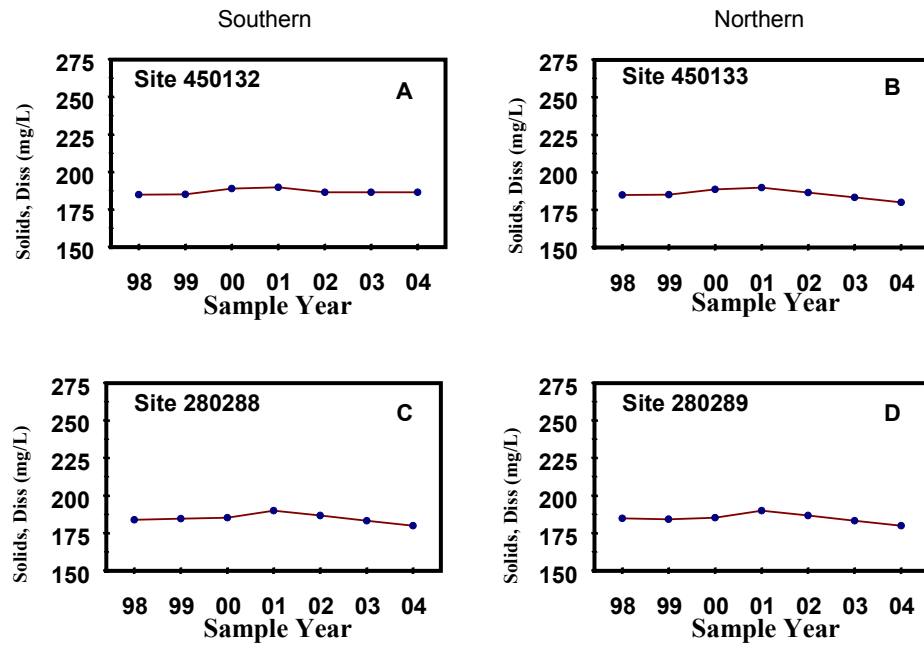 Southern
Northern
Site 450132
A
275
250
225
200
175
150
Solids, Diss (mg/L)
98 99 00 01 02 03 04
Sample Year
Site 450133
B
275
250
225
200
175
150
Solids, Diss (mg/L)
98 99 00 01 02 03 04
Sample Year
Site 280288
C
275
250
225
200
175
150
Solids, Diss (mg/L)
98 99 00 01 02 03 04
Sample Year
Site 280289
D
275
250
225
200
175
150
Solids, Diss (mg/L)
98 99 00 01 02 03 04
Sample Year